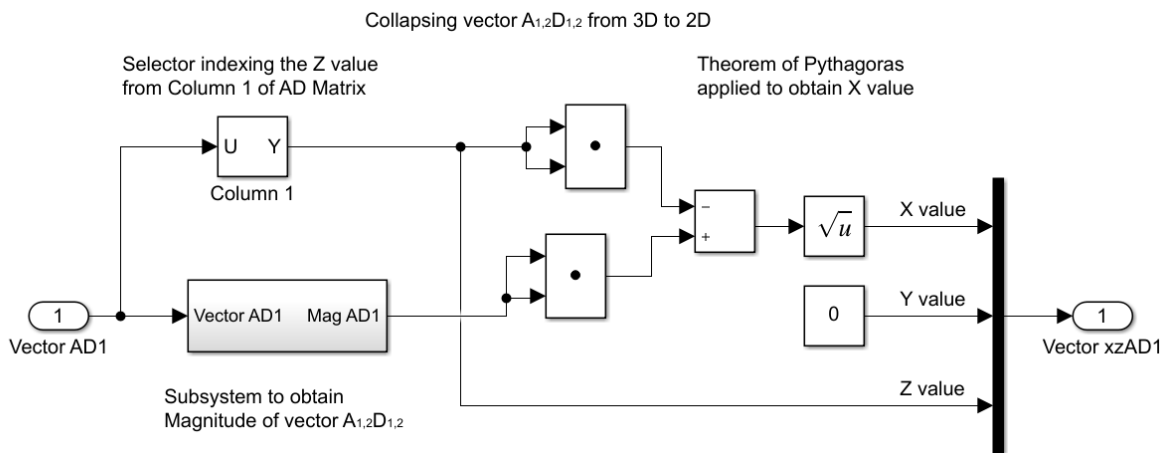 Collapsing vector A1,2D1,2 from 3D to 2D
Selector indexing the Z value
from Column 1 of AD Matrix
Theorem of Pythagoras
applied to obtain X value
U Y
Column 1
−
+
√u
X value
1
Vector AD1
Vector AD1 Mag AD1
0
Y value
1
Vector xzAD1
Z value
Subsystem to obtain
Magnitude of vector A1,2D1,2